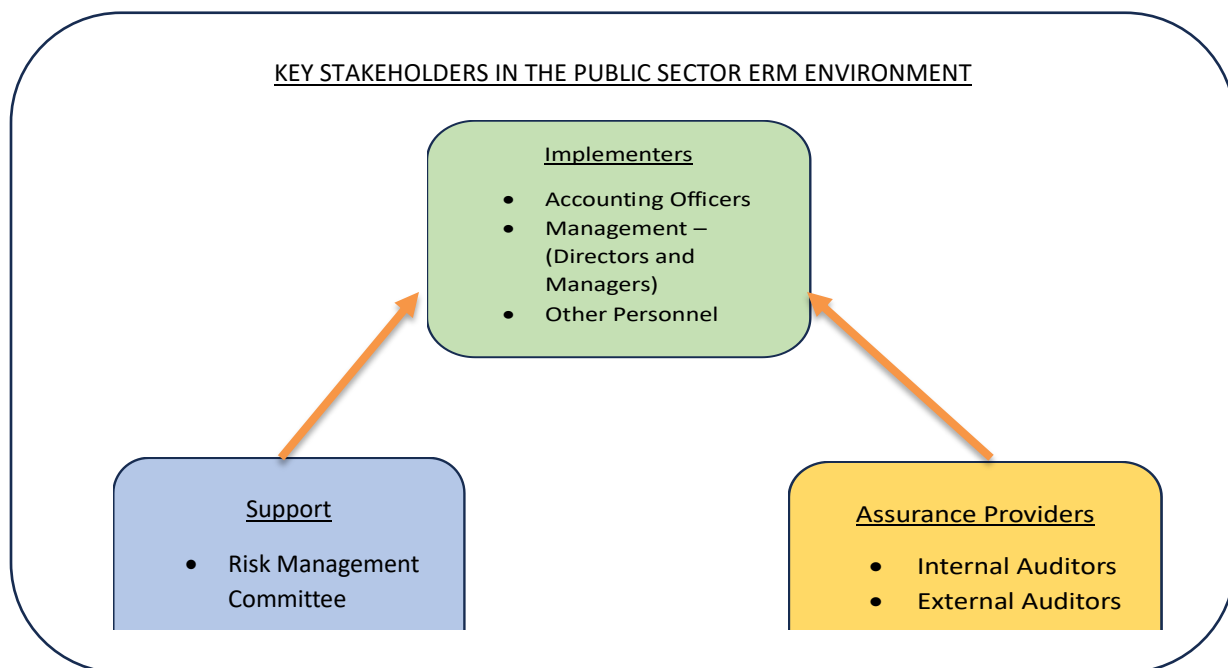 KEY STAKEHOLDERS IN THE PUBLIC SECTOR ERM ENVIRONMENT
Implementers
• Accounting Officers
• Management –
(Directors and
Managers)
• Other Personnel
Support
• Risk Management
Committee
Assurance Providers
• Internal Auditors
• External Auditors